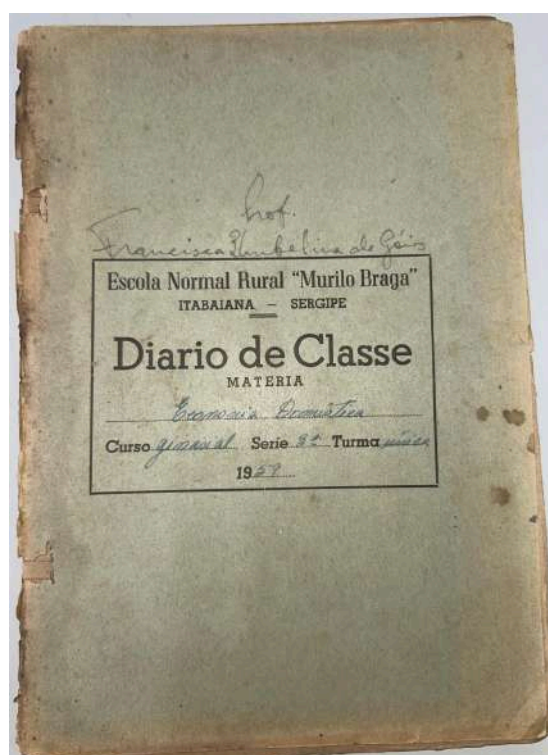 Prof.
Francisca Umbelina de Góis
Escola Normal Rural "Murilo Braga"
ITABAIANA — SERGIPE
Diario de Classe
MATERIA
Economia Doméstica
Curso ginasial Serie 3ª Turma única
1959